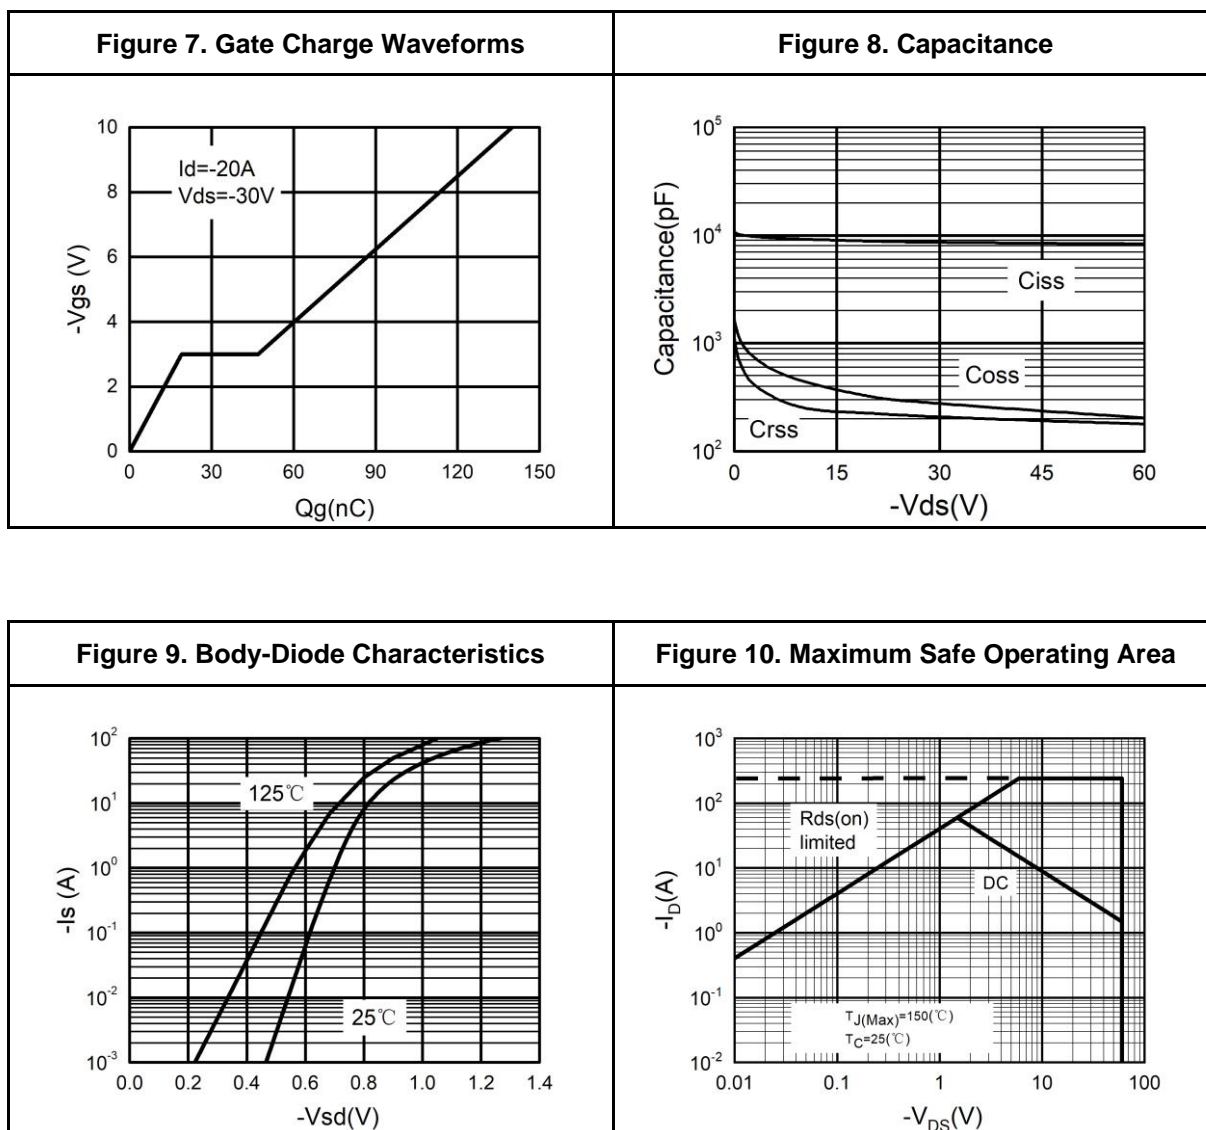 Figure 7. Gate Charge Waveforms
Figure 8. Capacitance
10
8
6
4
2
0
-Vgs (V)
Id=-20A
Vds=-30V
0 30 60 90 120 150
Qg(nC)
10⁵
10⁴
10³
10²
Capacitance(pF)
Ciss
Coss
Crss
0 15 30 45 60
-Vds(V)
Figure 9. Body-Diode Characteristics
Figure 10. Maximum Safe Operating Area
10²
10¹
10⁰
10⁻¹
10⁻²
10⁻³
-Is (A)
125℃
25℃
0.0 0.2 0.4 0.6 0.8 1.0 1.2 1.4
-Vsd(V)
10³
10²
10¹
10⁰
10⁻¹
10⁻²
-I_D(A)
Rds(on)
limited
DC
T_J(Max)=150(℃)
T_C=25(℃)
0.01 0.1 1 10 100
-V_DS(V)